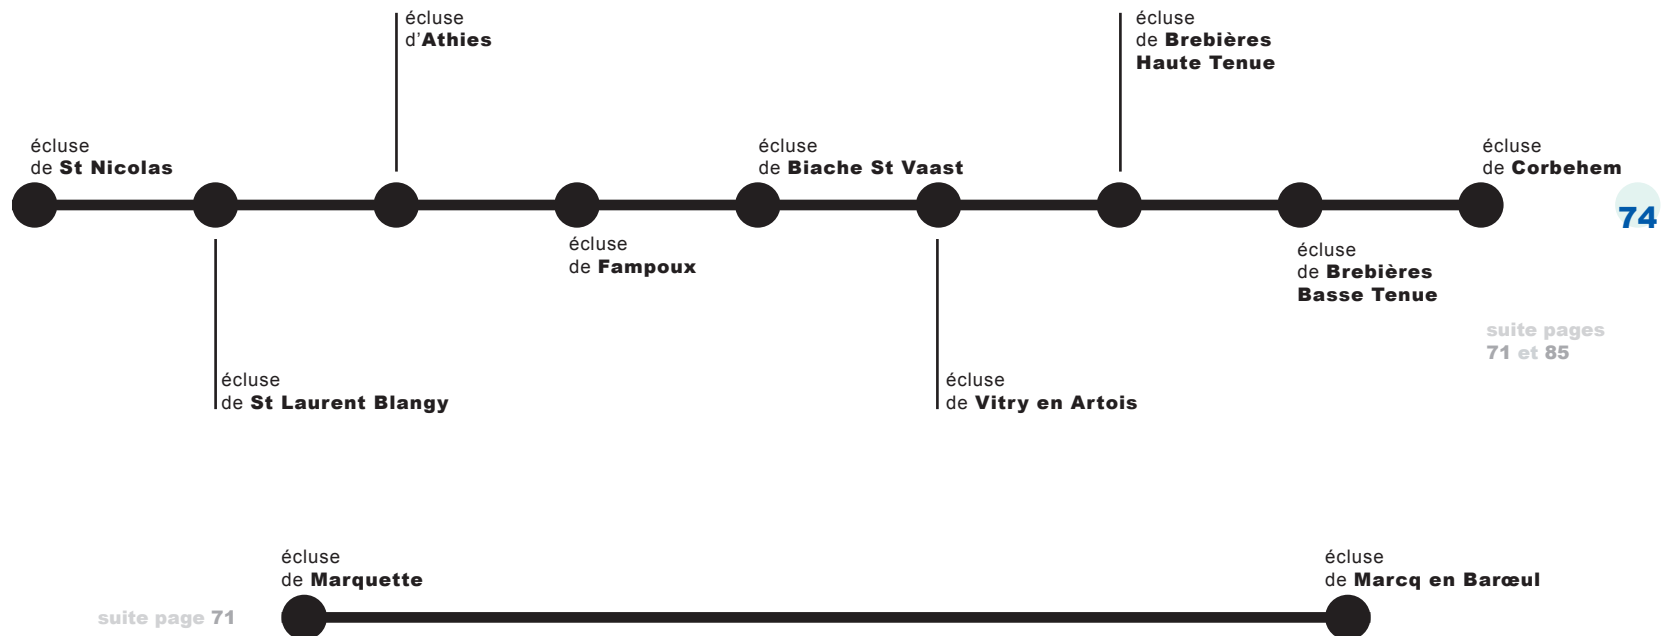 écluse
d'Athies
écluse
de Brebières
Haute Tenue
écluse
de St Nicolas
écluse
de Biache St Vaast
écluse
de Corbehem
74
écluse
de Fampoux
écluse
de Brebières
Basse Tenue
suite pages
71 et 85
écluse
de St Laurent Blangy
écluse
de Vitry en Artois
écluse
de Marquette
écluse
de Marcq en Barœul
suite page 71